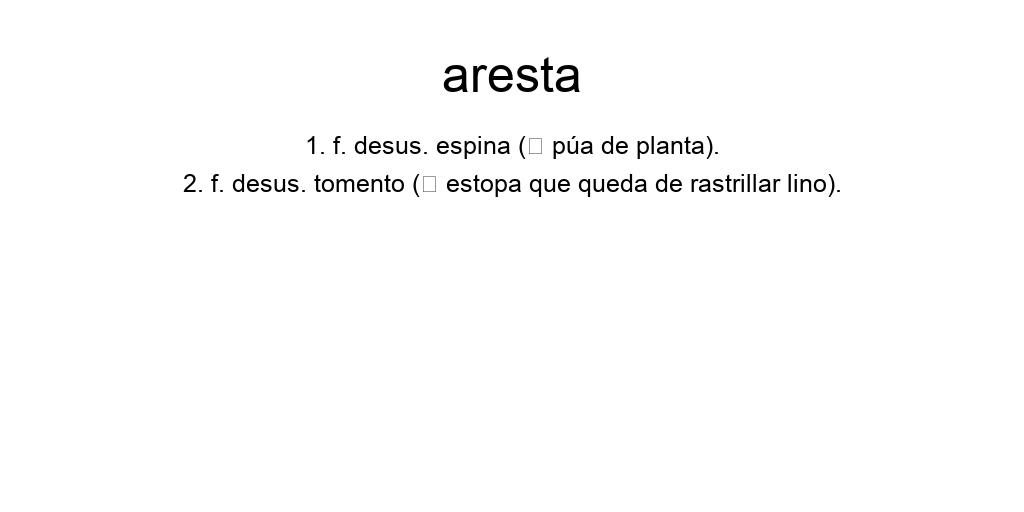 aresta
1. f. desus. espina (□ púa de planta).
2. f. desus. tomento (□ estopa que queda de rastrillar lino).